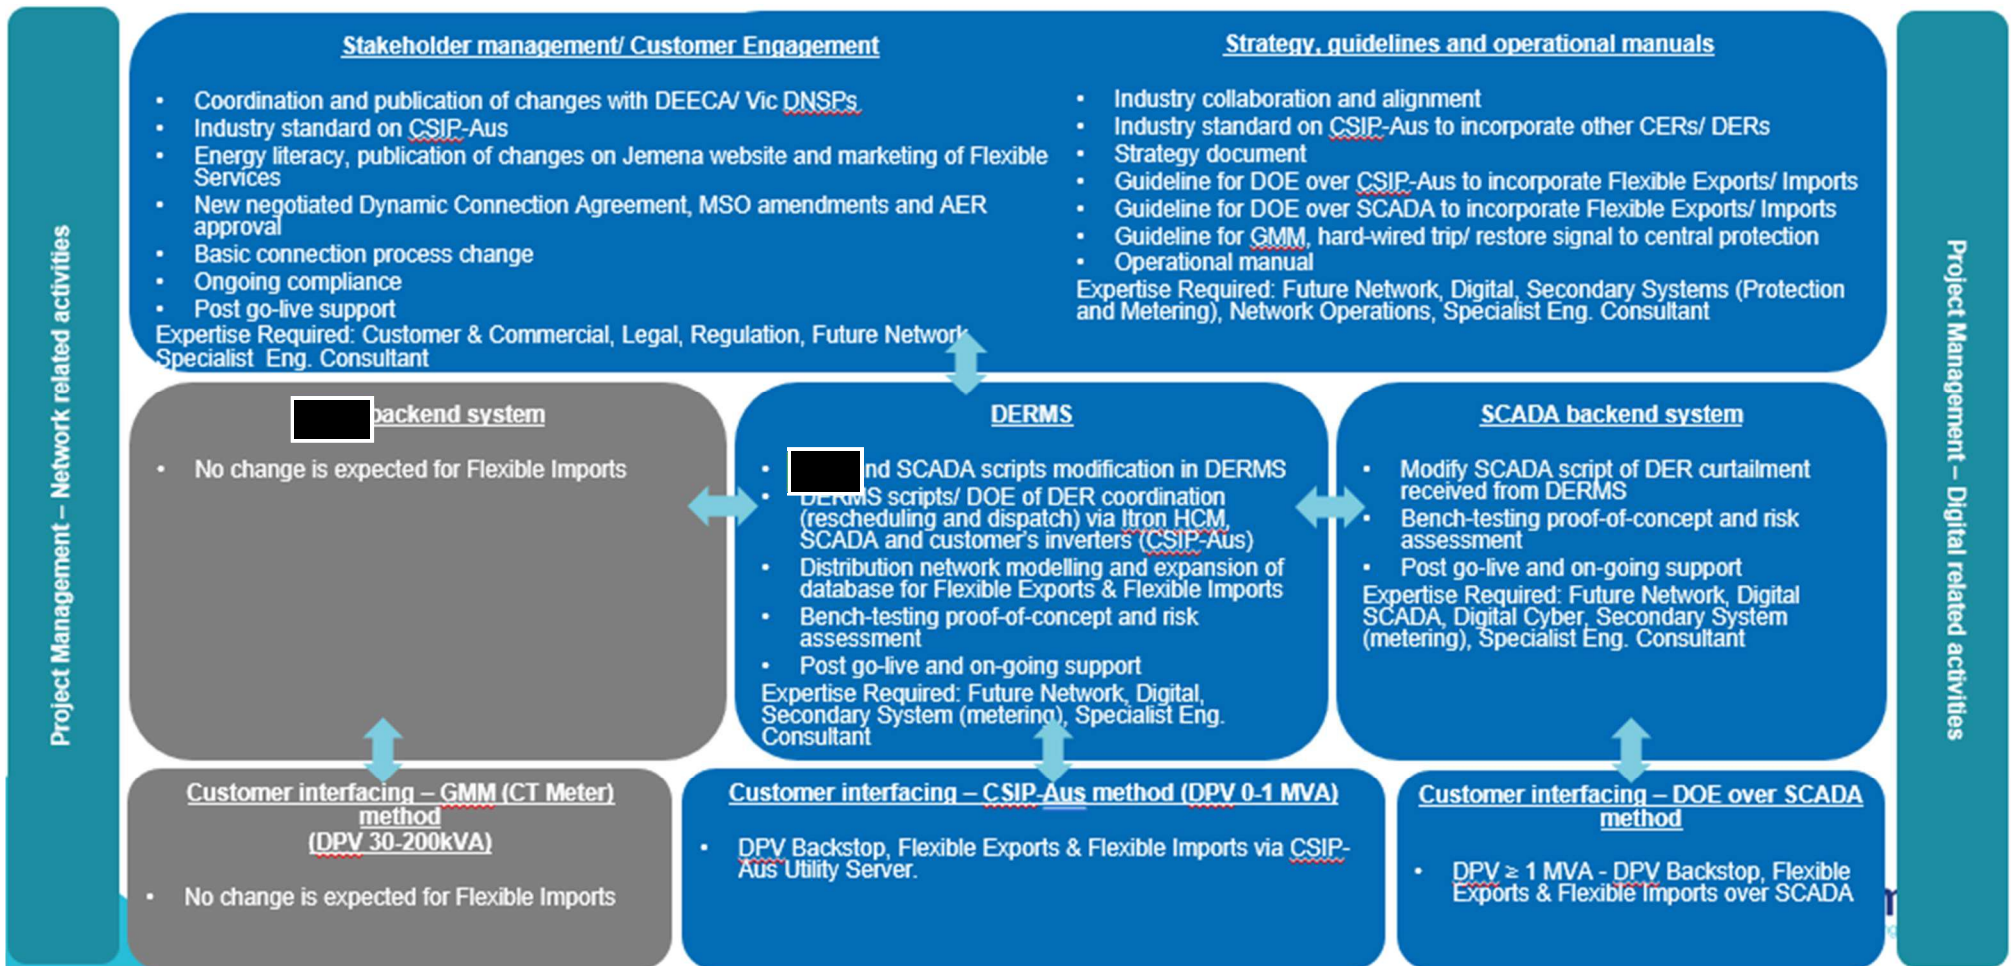 Project Management – Network related activities
Stakeholder management/ Customer Engagement
• Coordination and publication of changes with DEECA/ Vic DNSPs
• Industry standard on CSIP-Aus
• Energy literacy, publication of changes on Jemena website and marketing of Flexible
Services
• New negotiated Dynamic Connection Agreement, MSO amendments and AER
approval
• Basic connection process change
• Ongoing compliance
• Post go-live support
Expertise Required: Customer & Commercial, Legal, Regulation, Future Network
Specialist Eng. Consultant
Strategy, guidelines and operational manuals
• Industry collaboration and alignment
• Industry standard on CSIP-Aus to incorporate other CERs/ DERs
• Strategy document
• Guideline for DOE over CSIP-Aus to incorporate Flexible Exports/ Imports
• Guideline for DOE over SCADA to incorporate Flexible Exports/ Imports
• Guideline for GMM, hard-wired trip/ restore signal to central protection
• Operational manual
Expertise Required: Future Network, Digital, Secondary Systems (Protection
and Metering), Network Operations, Specialist Eng. Consultant
backend system
• No change is expected for Flexible Imports
DERMS
• nd SCADA scripts modification in DERMS
• DERMS scripts/ DOE of DER coordination
(rescheduling and dispatch) via Itron HCM,
SCADA and customer's inverters (CSIP-Aus)
• Distribution network modelling and expansion of
database for Flexible Exports & Flexible Imports
• Bench-testing proof-of-concept and risk
assessment
• Post go-live and on-going support
Expertise Required: Future Network, Digital,
Secondary System (metering), Specialist Eng.
Consultant
SCADA backend system
• Modify SCADA script of DER curtailment
received from DERMS
• Bench-testing proof-of-concept and risk
assessment
• Post go-live and on-going support
Expertise Required: Future Network, Digital
SCADA, Digital Cyber, Secondary System
(metering), Specialist Eng. Consultant
Customer interfacing – GMM (CT Meter)
method
(DPV 30-200kVA)
• No change is expected for Flexible Imports
Customer interfacing – CSIP-Aus method (DPV 0-1 MVA)
• DPV Backstop, Flexible Exports & Flexible Imports via CSIP-
Aus Utility Server.
Customer interfacing – DOE over SCADA
method
• DPV ≥ 1 MVA - DPV Backstop, Flexible
Exports & Flexible Imports over SCADA
Project Management – Digital related activities